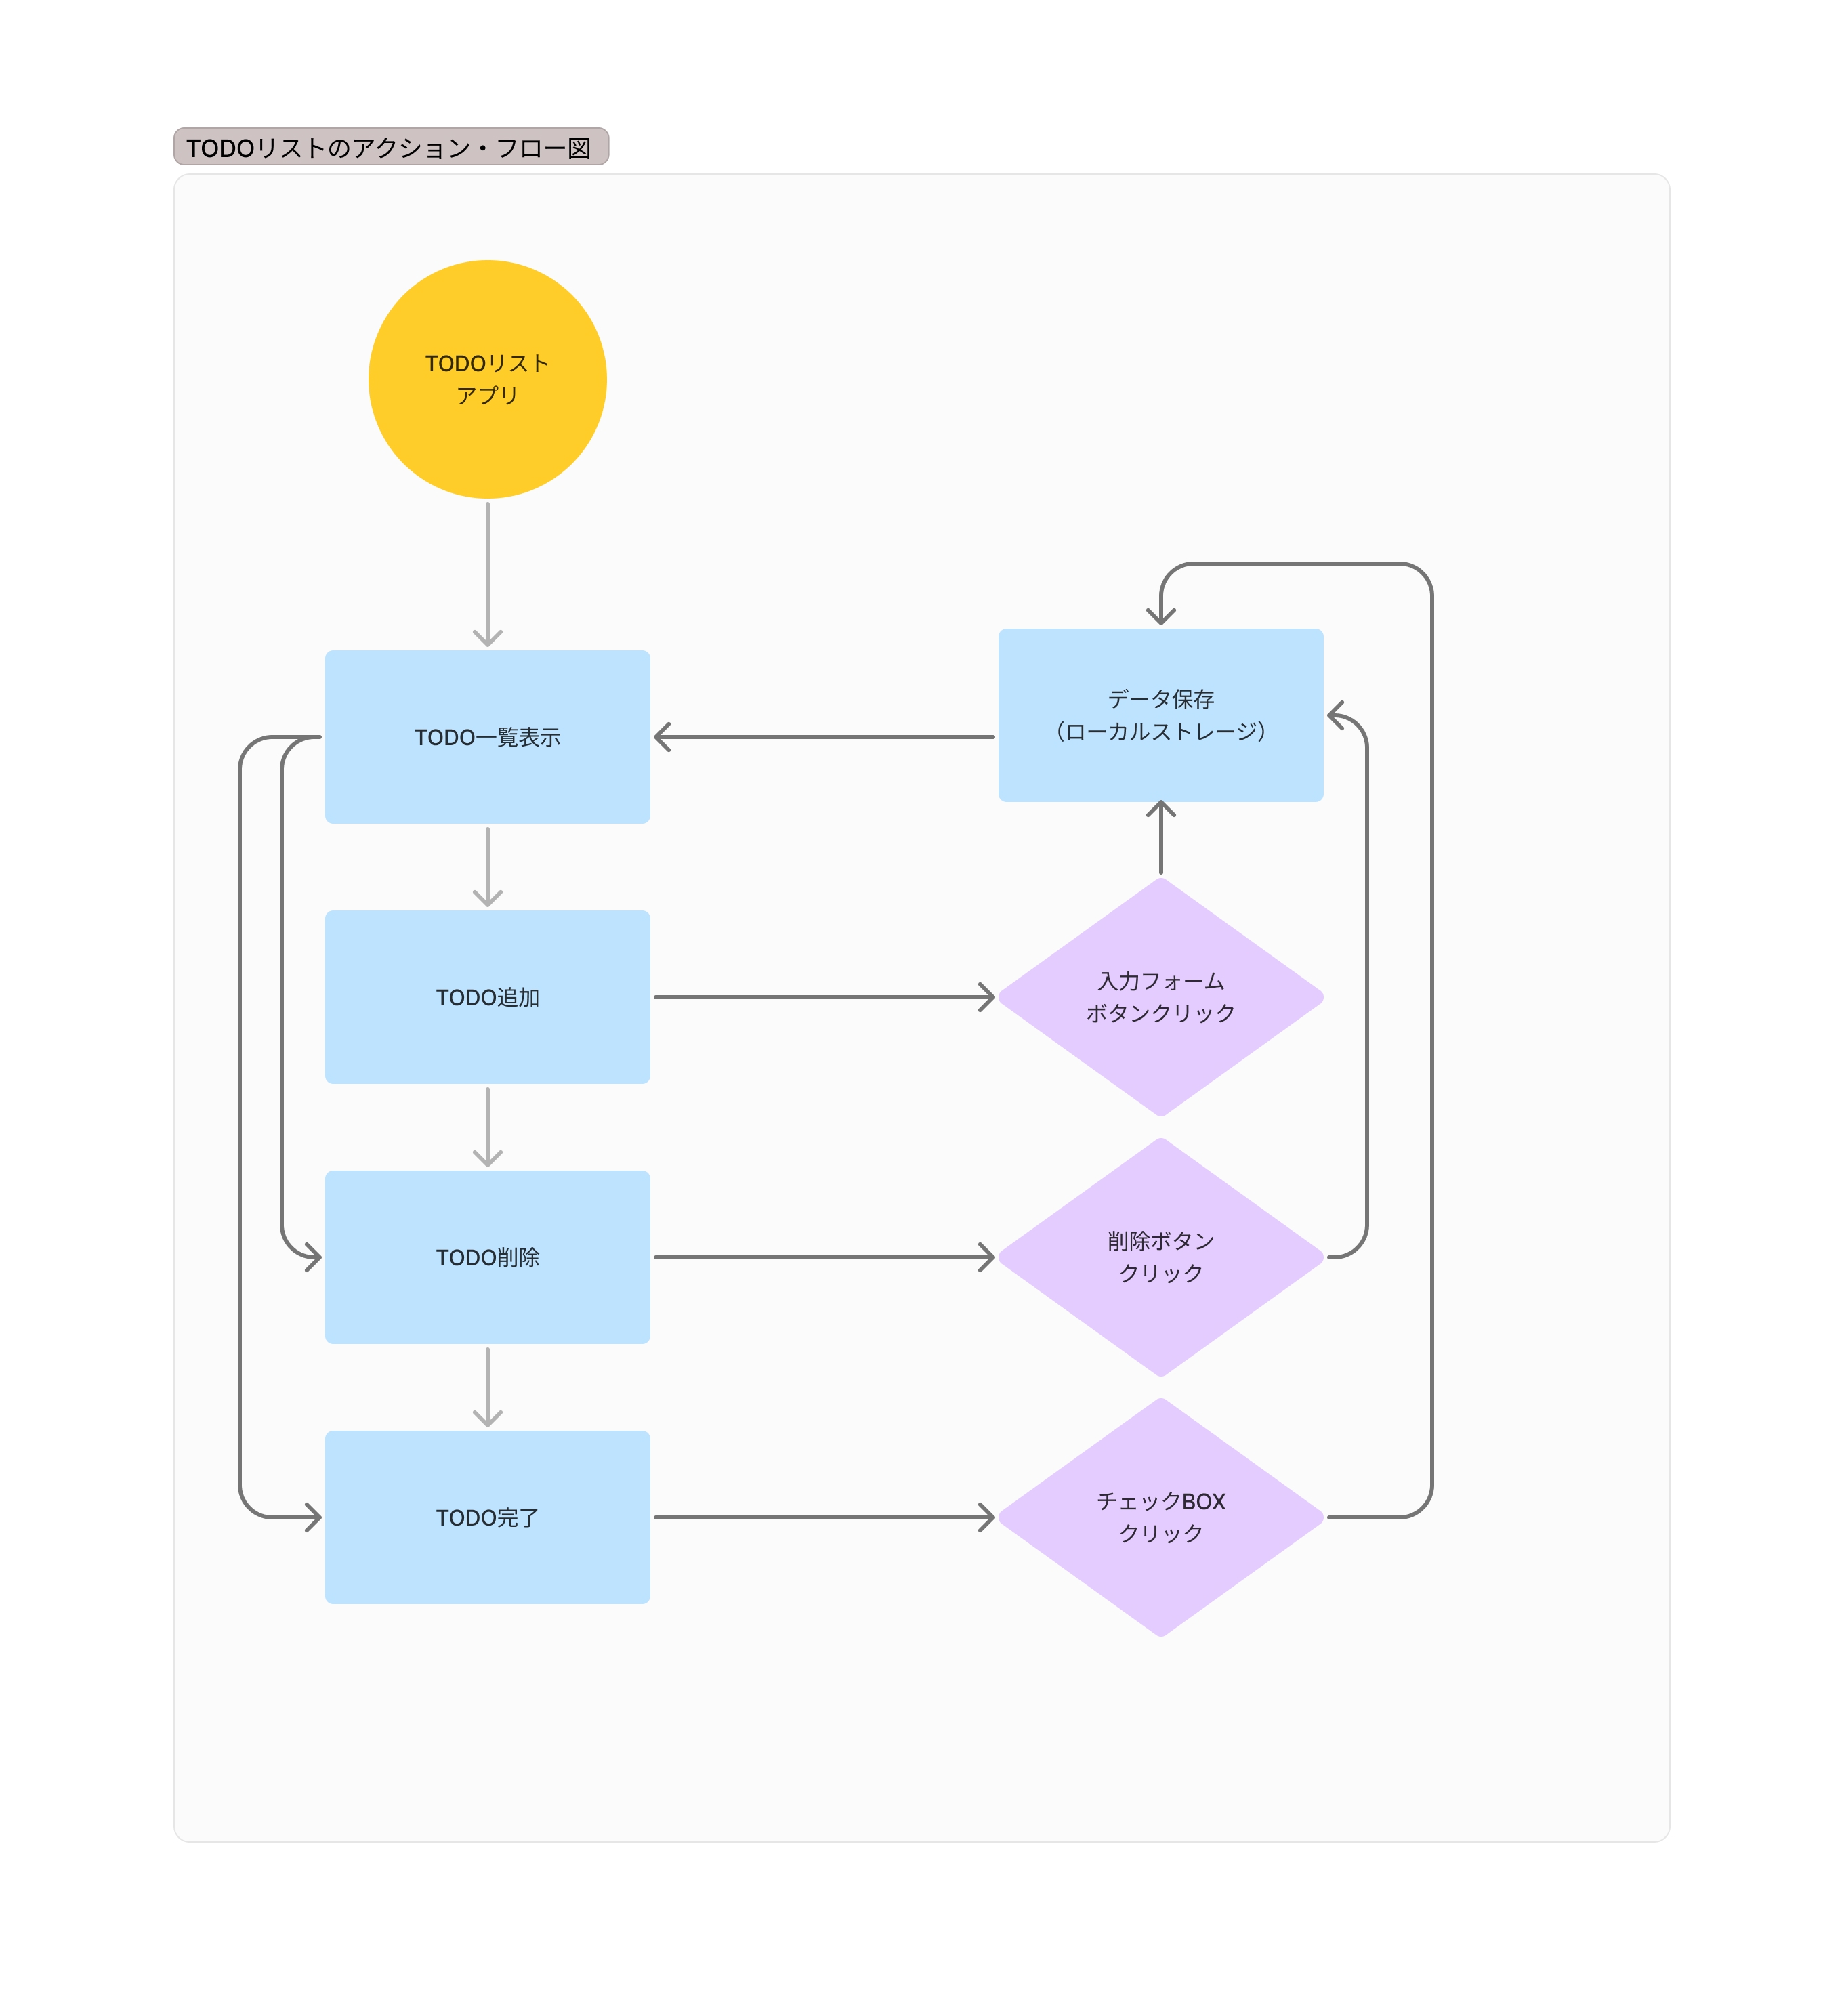 TODOリストのアクション・フロー図
TODOリスト
アプリ
TODO一覧表示
データ保存
（ローカルストレージ）
TODO追加
入力フォーム
ボタンクリック
TODO削除
削除ボタン
クリック
TODO完了
チェックBOX
クリック